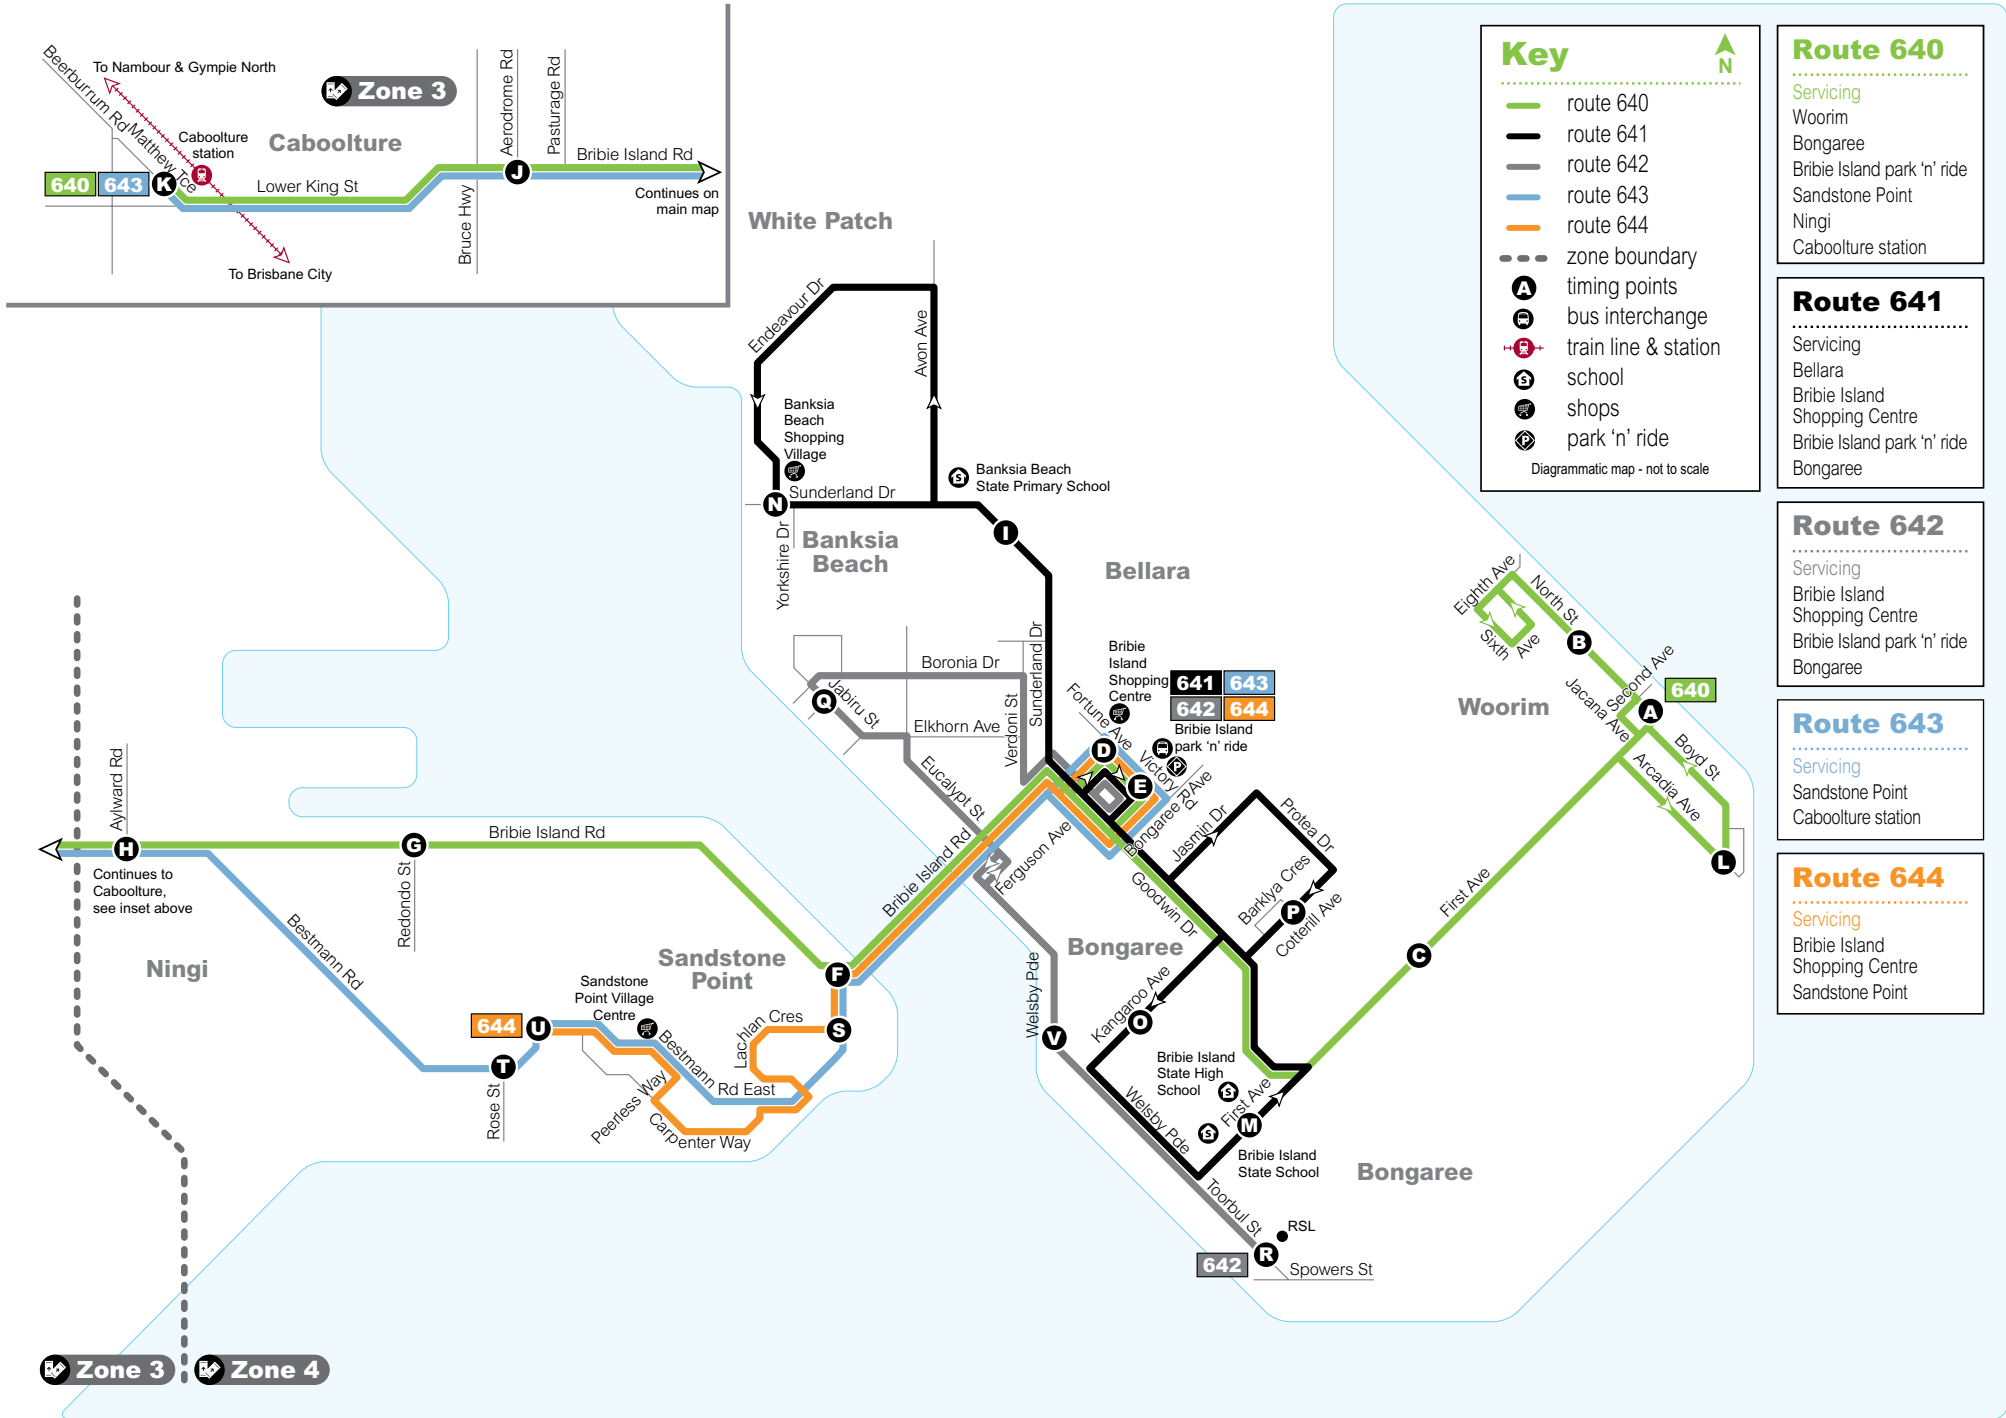 Beerburrum Rd
To Nambour & Gympie North
Zone 3
Caboolture
Matthew Tce
Caboolture
station
Aerodrome Rd
Pasturage Rd
Bribie Island Rd
640
643
K
Lower King St
J
Continues on
main map
Bruce Hwy
To Brisbane City
White Patch
Endeavour Dr
Avon Ave
Banksia
Beach
Shopping
Village
Banksia Beach
State Primary School
N
Sunderland Dr
I
Yorkshire Dr
Banksia
Beach
Bellara
Boronia Dr
Sunderland Dr
Bribie
Island
Shopping
Centre
641
643
642
644
Bribie Island
park 'n' ride
Q
Jabiru St
Elkhorn Ave
Verdoni St
Fortune Ave
D
Victory Rd
E
Bongaree Ave
Eucalypt St
Ferguson Ave
Bribie Island Rd
Jasmin Dr
Protea Dr
Goodwin Dr
Barklya Cres
P
Cotterill Ave
Eighth Ave
North St
Sixth
Ave
B
Second Ave
Jacana Ave
640
A
Woorim
Boyd St
Arcadia Ave
L
First Ave
C
Aylward Rd
H
Bribie Island Rd
G
Redondo St
Continues to
Caboolture,
see inset above
Bestmann Rd
Ningi
Sandstone
Point
F
Sandstone
Point Village
Centre
644
U
Lachlan Cres
S
T
Rose St
Bestmann
Rd East
Peerless Way
Carpenter Way
Bongaree
Welsby Pde
V
Kangaroo Ave
O
Bribie Island
State High
School
First Ave
M
Welsby Pde
Bribie Island
State School
Bongaree
Toorbul St
RSL
R
642
Spowers St
Zone 3
Zone 4
Key
N
route 640
route 641
route 642
route 643
route 644
zone boundary
A
timing points
bus interchange
train line & station
school
shops
park 'n' ride
Diagrammatic map - not to scale
Route 640
Servicing
Woorim
Bongaree
Bribie Island park 'n' ride
Sandstone Point
Ningi
Caboolture station
Route 641
Servicing
Bellara
Bribie Island
Shopping Centre
Bribie Island park 'n' ride
Bongaree
Route 642
Servicing
Bribie Island
Shopping Centre
Bribie Island park 'n' ride
Bongaree
Route 643
Servicing
Sandstone Point
Caboolture station
Route 644
Servicing
Bribie Island
Shopping Centre
Sandstone Point